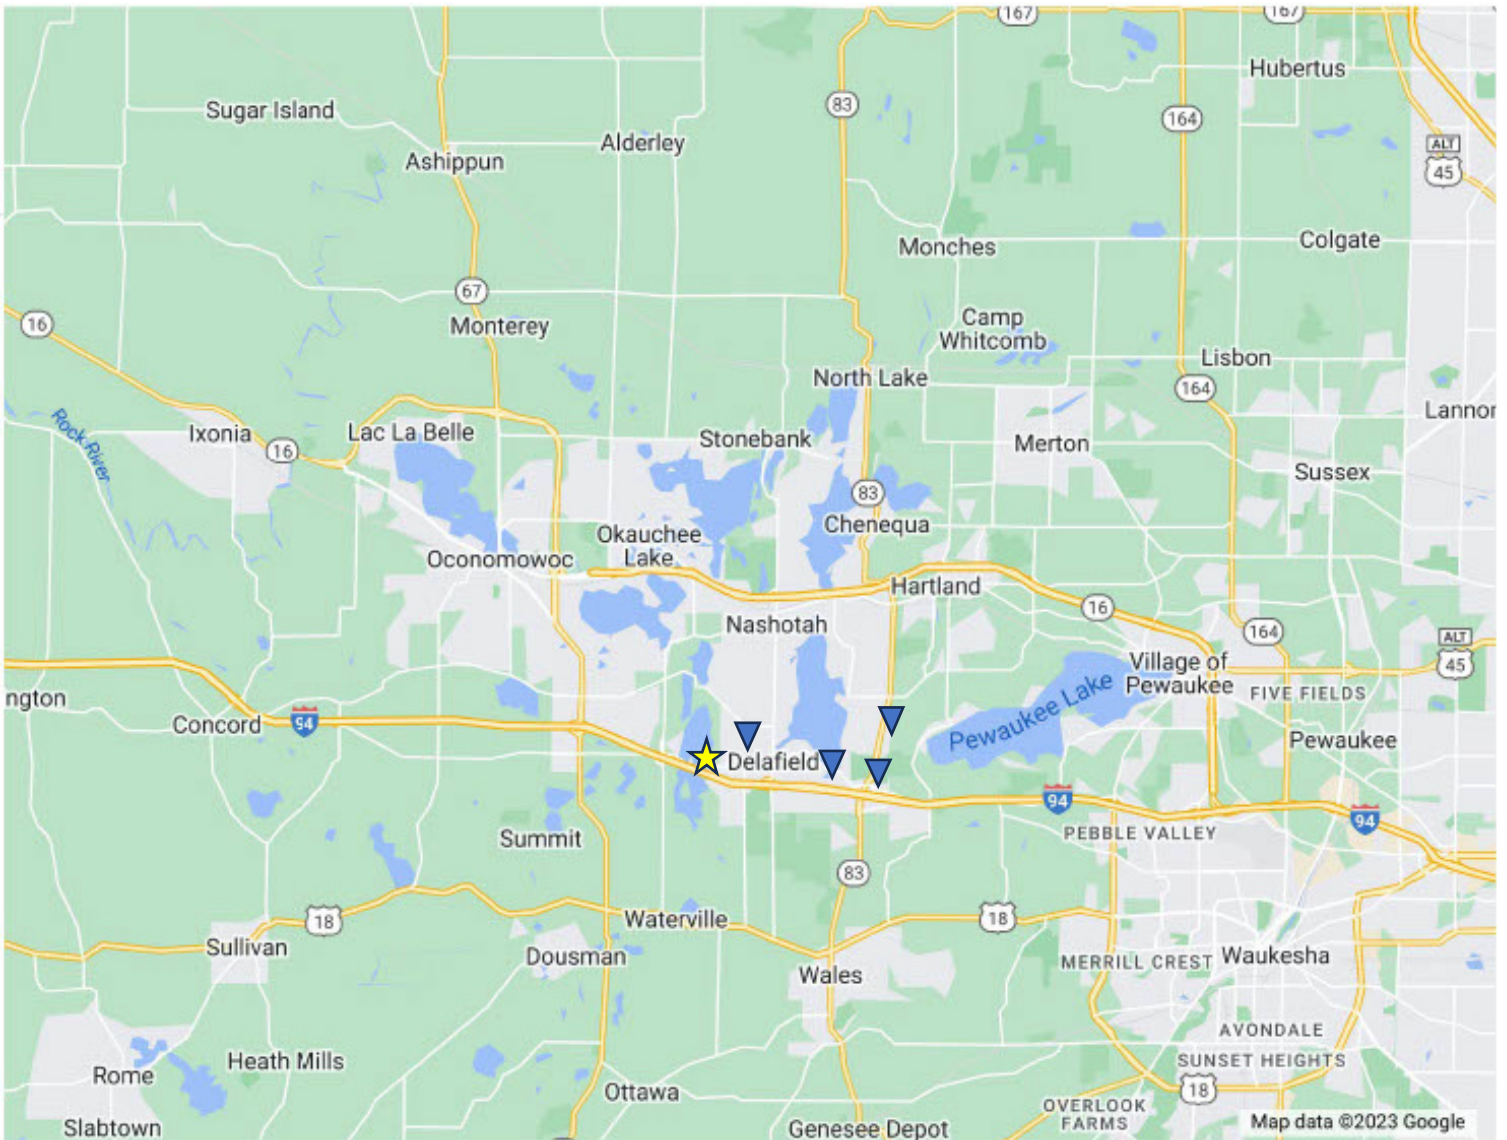 167
167
Hubertus
83
Sugar Island
164
Alderley
ALT
45
Ashippun
Monches
Colgate
67
16
Monterey
Camp
Whitcomb
Lisbon
North Lake
164
Lannor
Rock River
Ixonia
Lac La Belle
16
Stonebank
Merton
Sussex
83
Chenequa
Okauchee
Lake
Oconomowoc
Hartland
16
Nashotah
164
ALT
45
Village of
Pewaukee
FIVE FIELDS
ngton
Concord
94
Pewaukee Lake
Pewaukee
Delafield
94
94
PEBBLE VALLEY
Summit
83
18
Waterville
18
Sullivan
Dousman
Wales
MERRILL CREST
Waukesha
AVONDALE
SUNSET HEIGHTS
Heath Mills
Rome
Ottawa
18
OVERLOOK
FARMS
Slabtown
Genesee Depot
Map data ©2023 Google